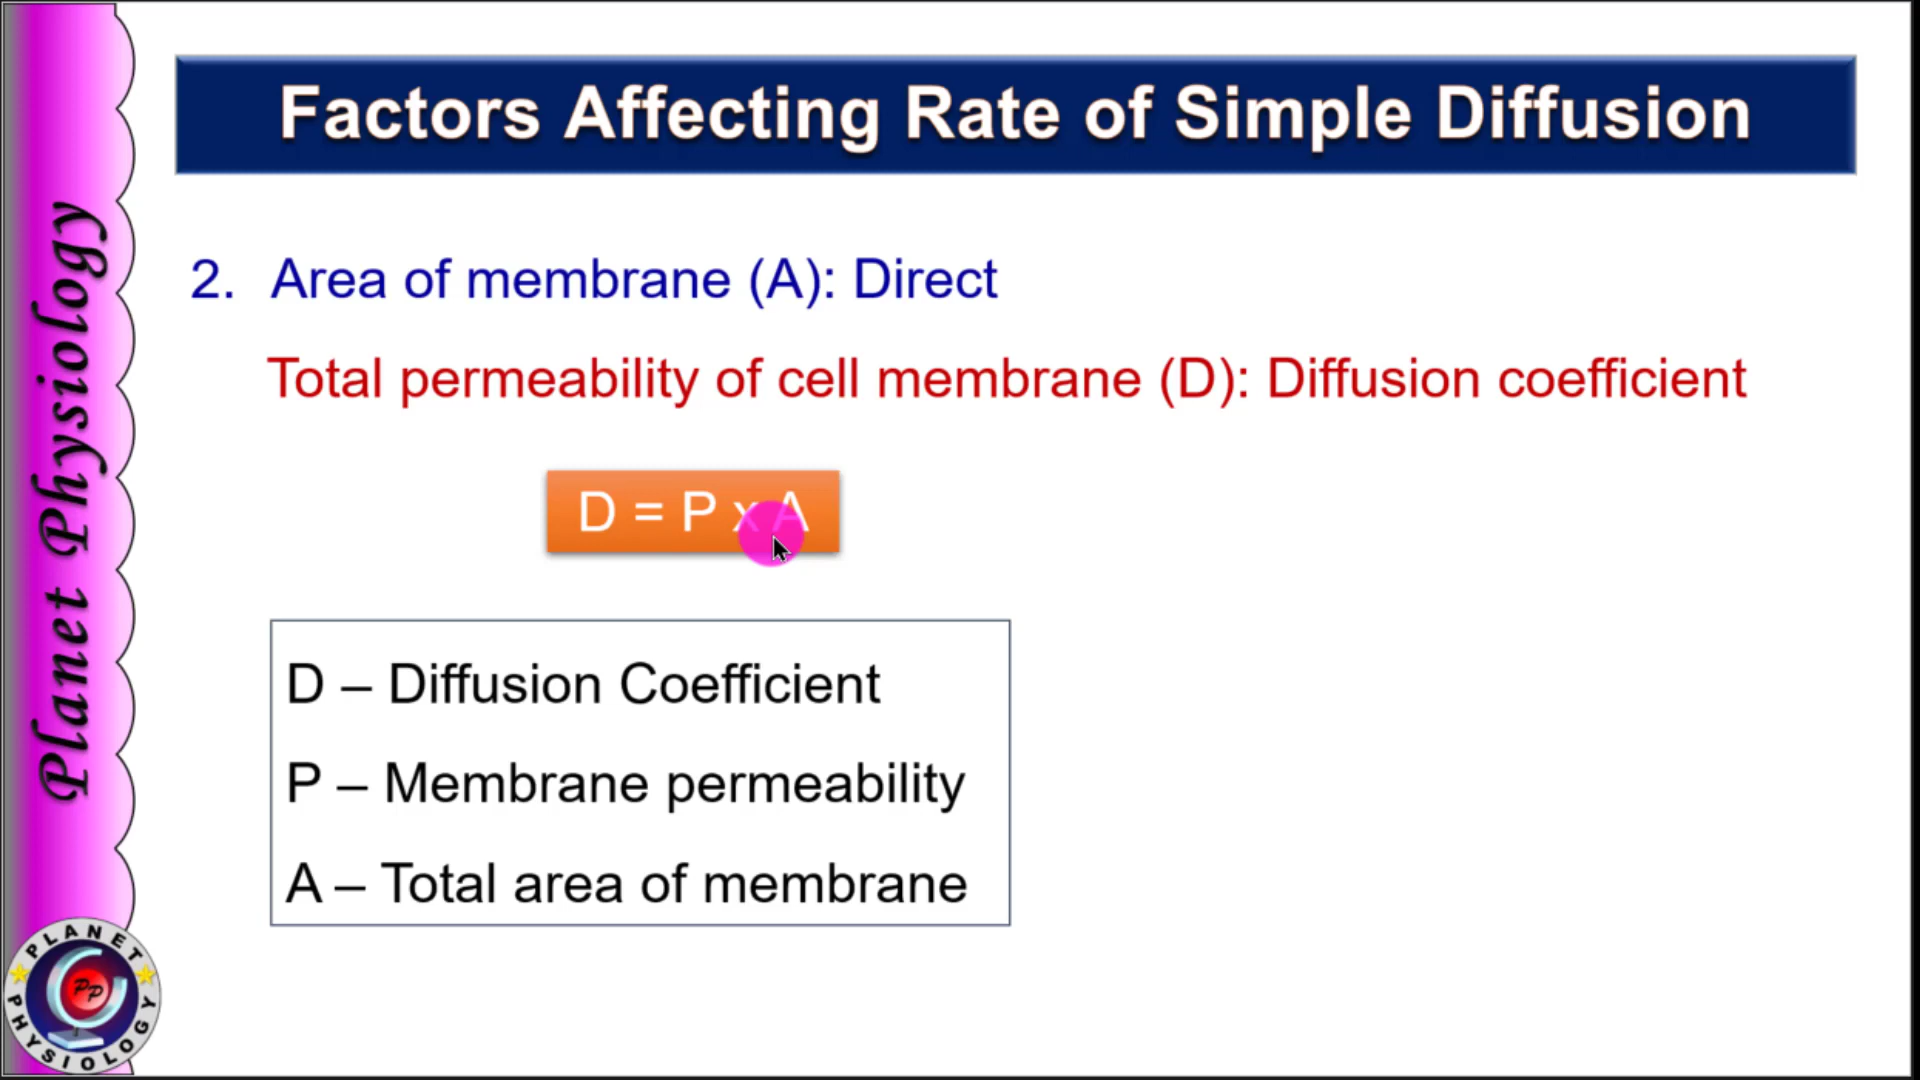 Factors Affecting Rate of Simple Diffusion
2. Area of membrane (A): Direct
Total permeability of cell membrane (D): Diffusion coefficient
D = P x A
D – Diffusion Coefficient
P – Membrane permeability
A – Total area of membrane
Planet Physiology
PLANET
PP
PHYSIOLOGY